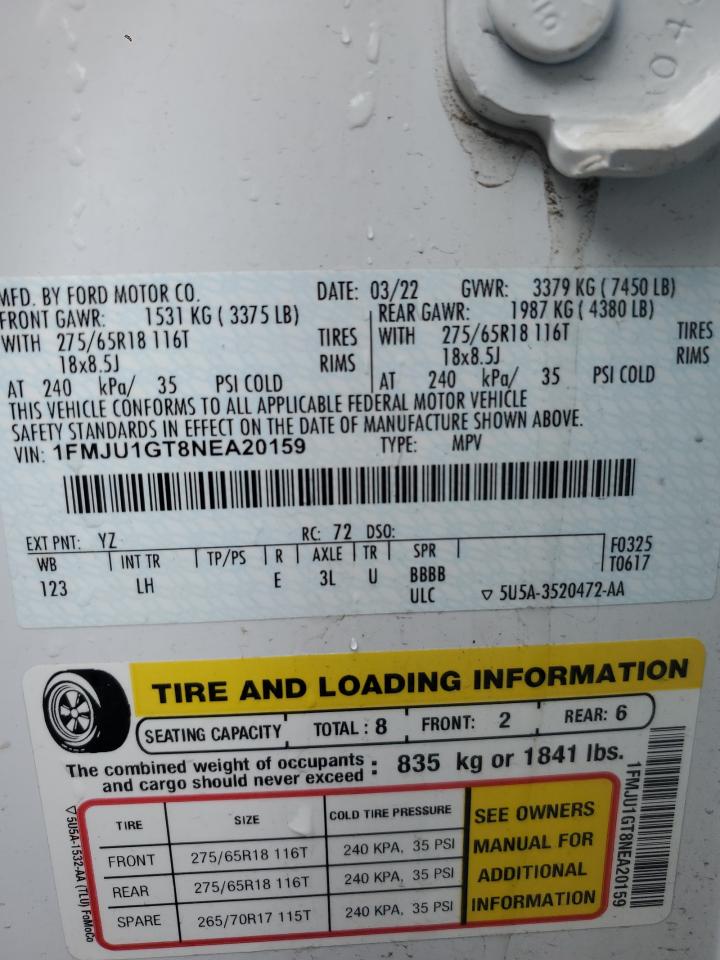 MFD. BY FORD MOTOR CO. DATE: 03/22 GVWR: 3379 KG ( 7450 LB)
FRONT GAWR: 1531 KG ( 3375 LB) REAR GAWR: 1987 KG ( 4380 LB)
WITH 275/65R18 116T TIRES WITH 275/65R18 116T TIRES
18x8.5J RIMS 18x8.5J RIMS
AT 240 kPa/ 35 PSI COLD AT 240 kPa/ 35 PSI COLD
THIS VEHICLE CONFORMS TO ALL APPLICABLE FEDERAL MOTOR VEHICLE
SAFETY STANDARDS IN EFFECT ON THE DATE OF MANUFACTURE SHOWN ABOVE.
VIN: 1FMJU1GT8NEA20159 TYPE: MPV
EXT PNT: YZ RC: 72 DSO:
WB INT TR TP/PS R AXLE TR SPR F0325
T0617
123 LH E 3L U BBBB
ULC 5U5A-3520472-AA
TIRE AND LOADING INFORMATION
SEATING CAPACITY TOTAL : 8 FRONT: 2 REAR: 6
The combined weight of occupants
and cargo should never exceed : 835 kg or 1841 lbs.
TIRE SIZE COLD TIRE PRESSURE
FRONT 275/65R18 116T 240 KPA, 35 PSI
REAR 275/65R18 116T 240 KPA, 35 PSI
SPARE 265/70R17 115T 240 KPA, 35 PSI
SEE OWNERS
MANUAL FOR
ADDITIONAL
INFORMATION
5U5A-1532-AA (TLU) FoMoCo
1FMJU1GT8NEA20159